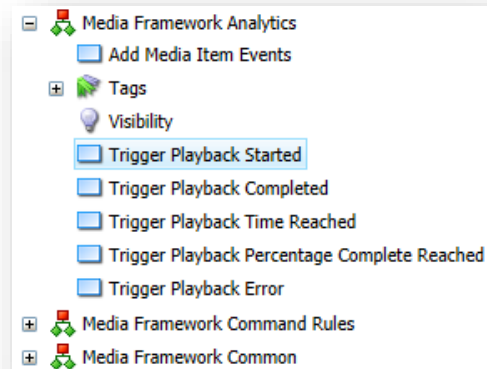 Media Framework Analytics
Add Media Item Events
Tags
Visibility
Trigger Playback Started
Trigger Playback Completed
Trigger Playback Time Reached
Trigger Playback Percentage Complete Reached
Trigger Playback Error
Media Framework Command Rules
Media Framework Common